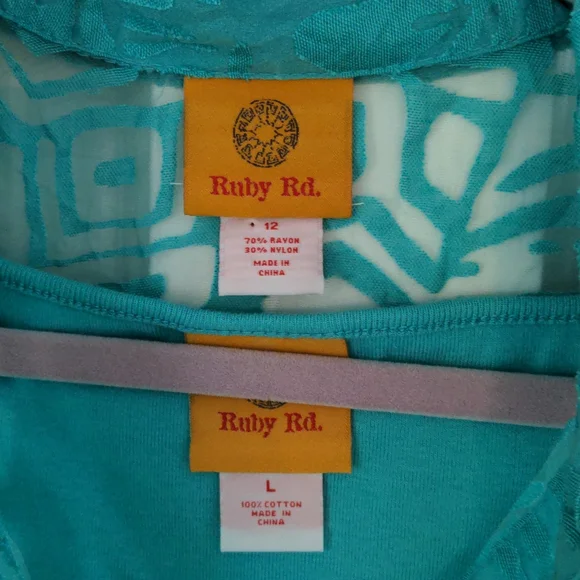 Ruby Rd.
12
70% RAYON
30% NYLON
MADE IN
CHINA
Ruby Rd.
L
100% COTTON
MADE IN
CHINA